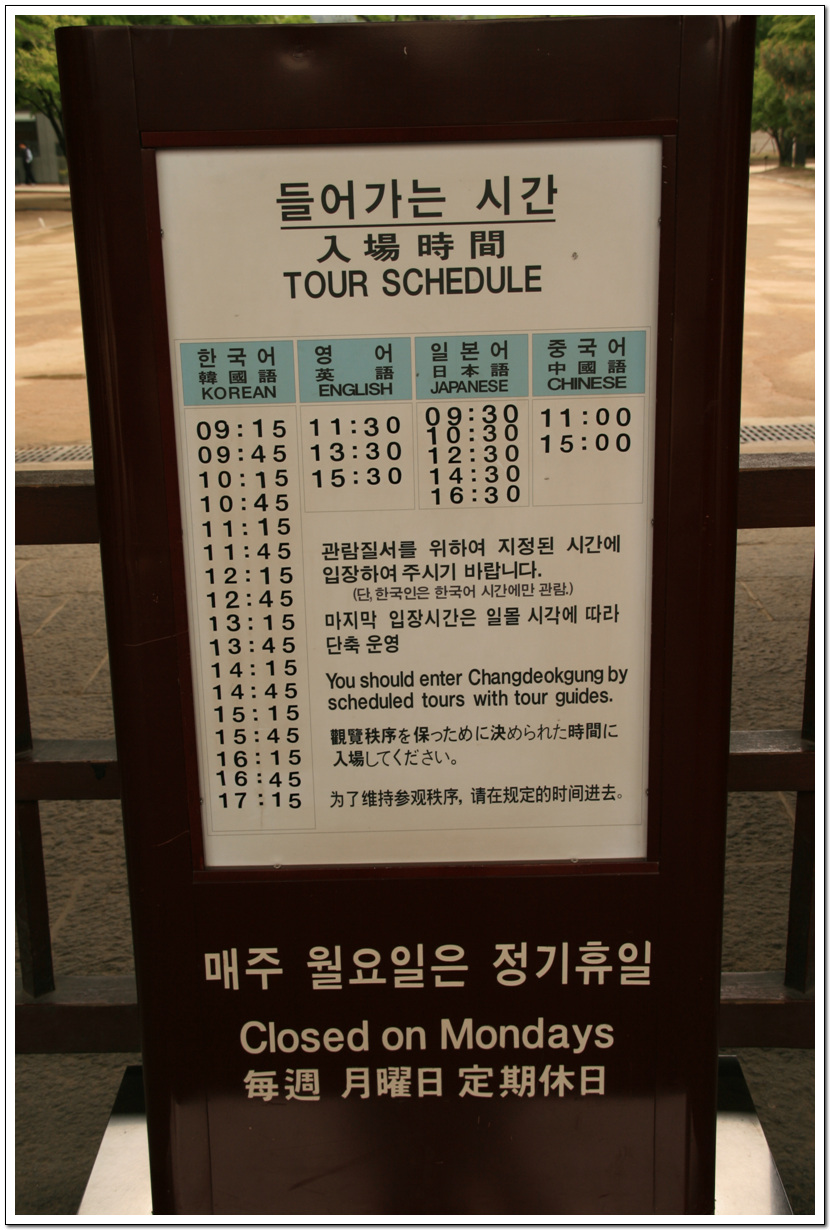 들어가는 시간
入場時間
TOUR SCHEDULE
한국어
韓國語
KOREAN
09:15
09:45
10:15
10:45
11:15
11:45
12:15
12:45
13:15
13:45
14:15
14:45
15:15
15:45
16:15
16:45
17:15
영어
英語
ENGLISH
11:30
13:30
15:30
일본어
日本語
JAPANESE
09:30
10:30
12:30
14:30
16:30
중국어
中國語
CHINESE
11:00
15:00
관람질서를 위하여 지정된 시간에
입장하여 주시기 바랍니다.
(단, 한국인은 한국어 시간에만 관람.)
마지막 입장시간은 일몰 시각에 따라
단축 운영
You should enter Changdeokgung by
scheduled tours with tour guides.
観覽秩序を保っために決められた時間に
入場してください。
为了维持参观秩序, 请在规定的时间进去。
매주 월요일은 정기휴일
Closed on Mondays
毎週 月曜日 定期休日